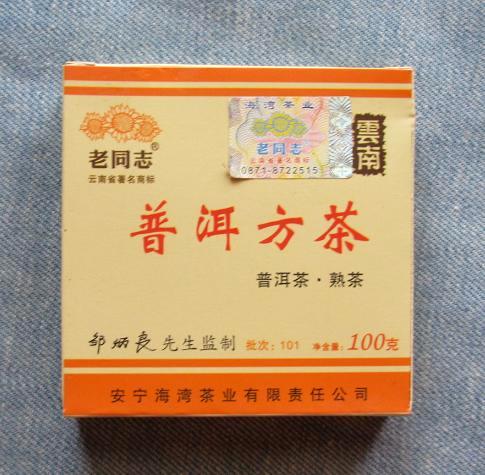 老同志®
云南省著名商标
海湾茶业
老同志
云南省著名商标
0871-8722515
雲南
普洱方茶
普洱茶·熟茶
邹炳良先生监制 批次：101 净含量：100克
安宁海湾茶业有限责任公司